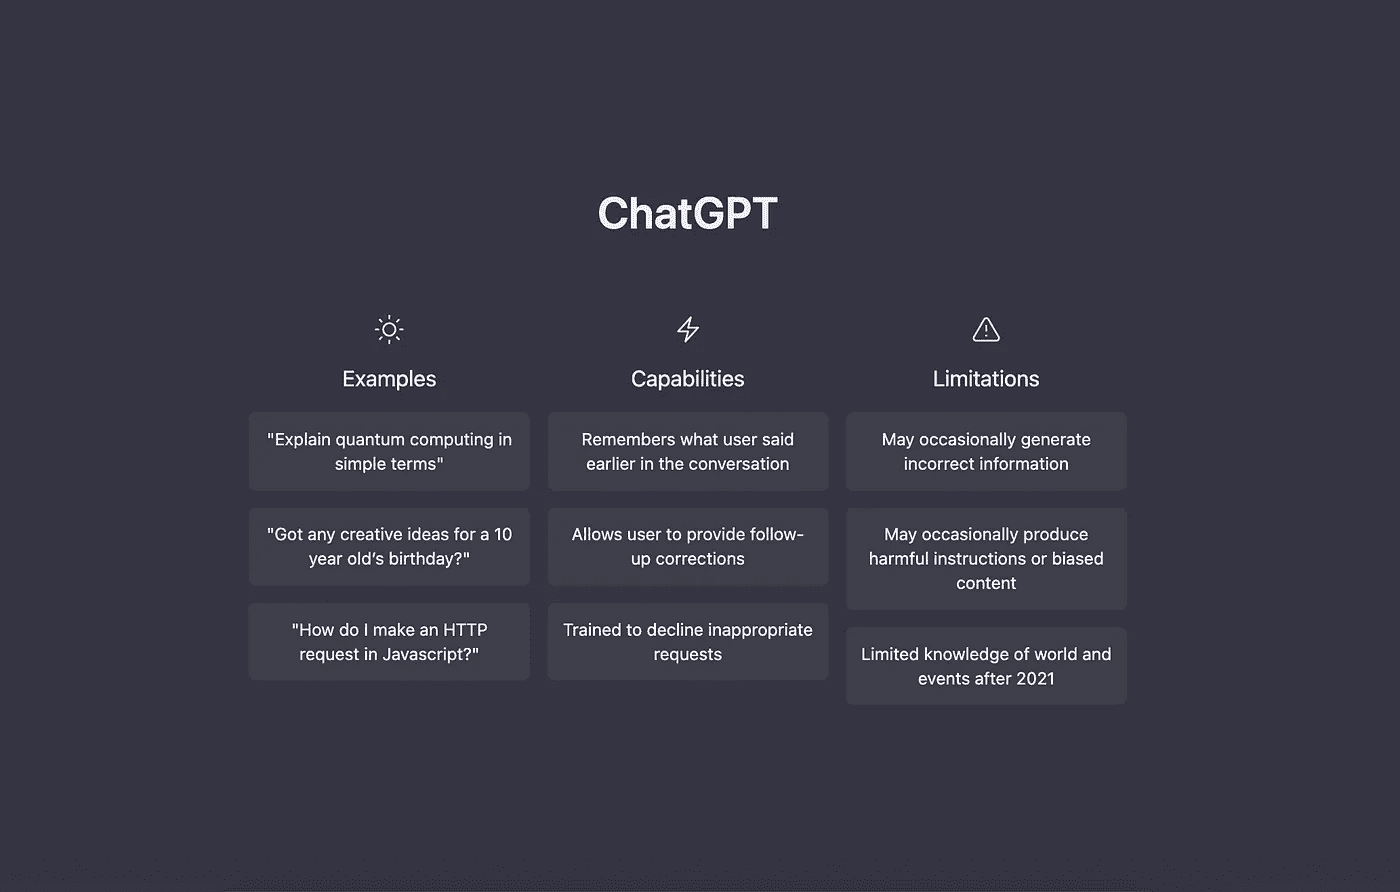 ChatGPT
Examples
"Explain quantum computing in
simple terms"
"Got any creative ideas for a 10
year old’s birthday?"
"How do I make an HTTP
request in Javascript?"
Capabilities
Remembers what user said
earlier in the conversation
Allows user to provide follow-
up corrections
Trained to decline inappropriate
requests
Limitations
May occasionally generate
incorrect information
May occasionally produce
harmful instructions or biased
content
Limited knowledge of world and
events after 2021